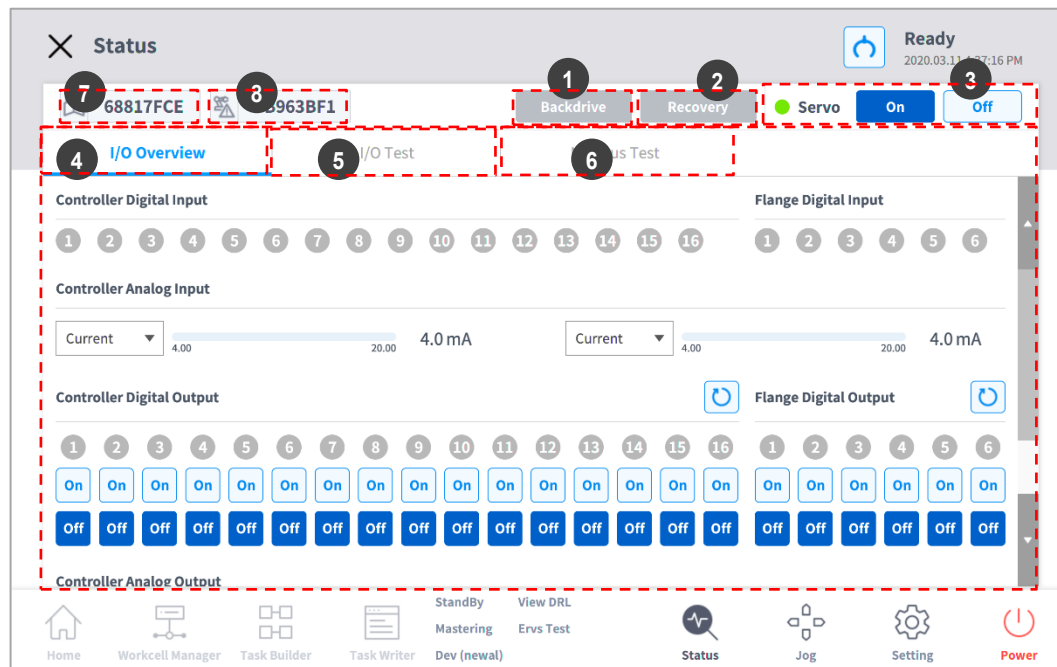 Status
Ready
2020.03.11 4:37:16 PM
1
2
3
7
8
68817FCE
963BF1
Backdrive
Recovery
Servo
On
Off
4
5
6
I/O Overview
I/O Test
us Test
Controller Digital Input
Flange Digital Input
1 2 3 4 5 6 7 8 9 10 11 12 13 14 15 16
1 2 3 4 5 6
Controller Analog Input
Current
4.00
20.00
4.0 mA
Current
4.00
20.00
4.0 mA
Controller Digital Output
Flange Digital Output
1 2 3 4 5 6 7 8 9 10 11 12 13 14 15 16
1 2 3 4 5 6
On On On On On On On On On On On On On On On On
On On On On On On
Off Off Off Off Off Off Off Off Off Off Off Off Off Off Off Off
Off Off Off Off Off Off
Controller Analog Output
StandBy
View DRL
Mastering
Ervs Test
Dev (newal)
Home
Workcell Manager
Task Builder
Task Writer
Status
Jog
Setting
Power